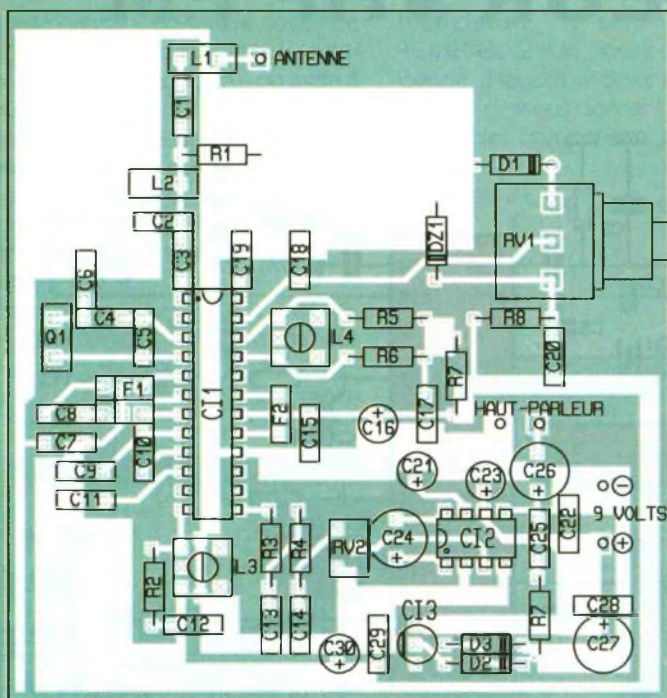 L1 ANTENNE
C1
R1
D1
L2
C2
DZ1
RV1
C3
C19
C18
C6
C4
C5
Q1
R5
L4
R8
R6
C20
CI1
R7
F1
F2
C8
C17
HAUT-PARLEUR
C16
C15
C7
C10
C9
C21
C23
C26
C11
C22
9 VOLTS
C24
CI2
C25
R3
R4
RV2
L3
R2
CI3
R7
C28
C12
C13
C14
C29
D3
C30
D2
C27